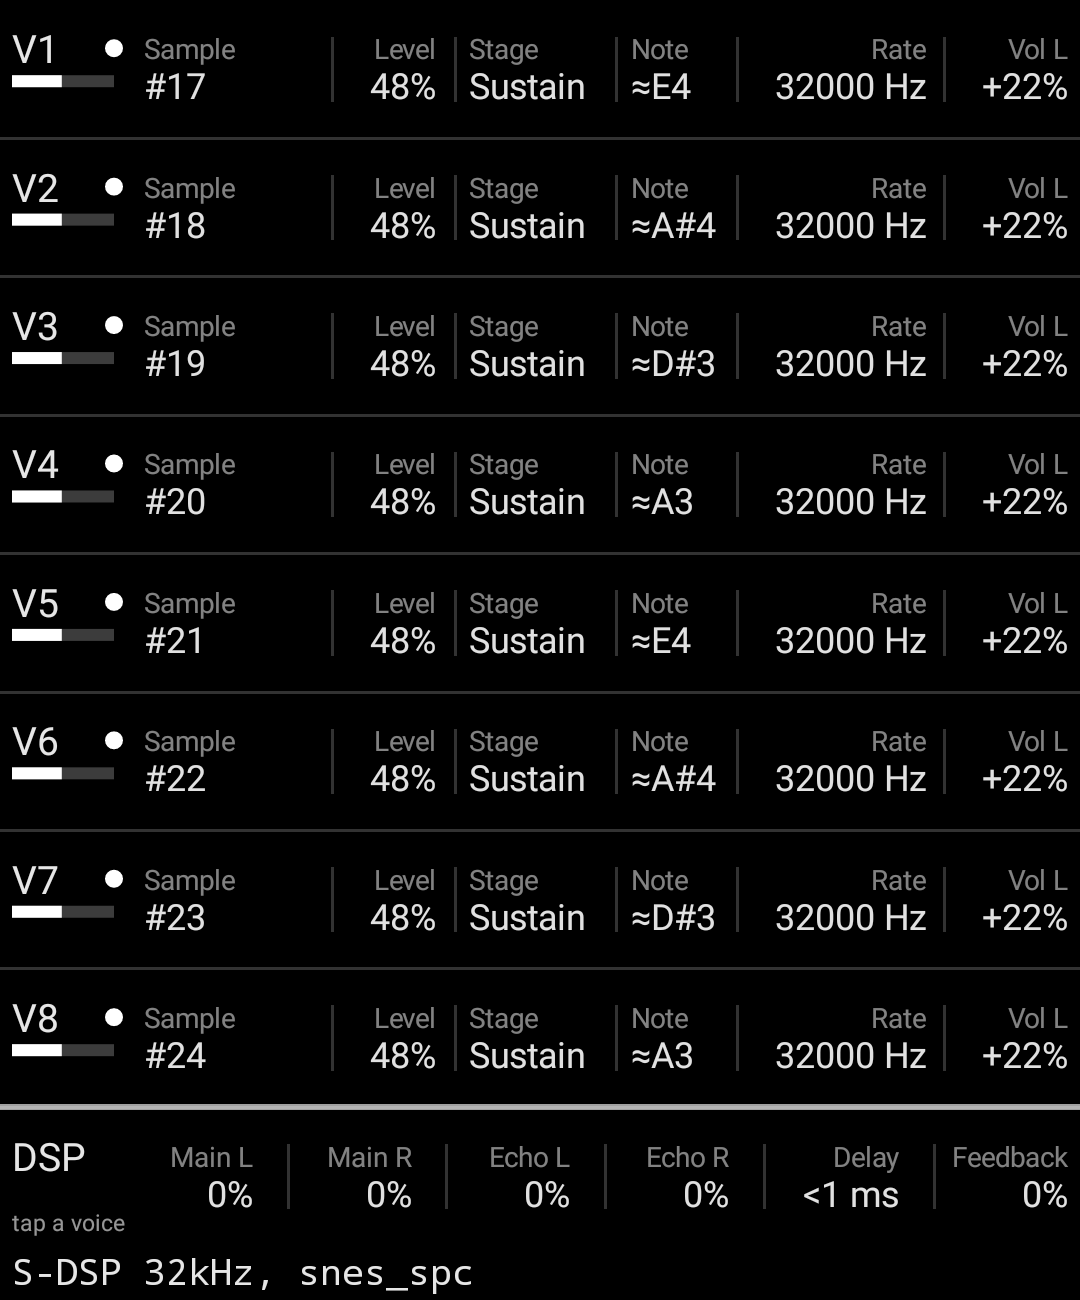 V1 Sample Level Stage Note Rate Vol L
#17 48% Sustain ≈E4 32000 Hz +22%
V2 Sample Level Stage Note Rate Vol L
#18 48% Sustain ≈A#4 32000 Hz +22%
V3 Sample Level Stage Note Rate Vol L
#19 48% Sustain ≈D#3 32000 Hz +22%
V4 Sample Level Stage Note Rate Vol L
#20 48% Sustain ≈A3 32000 Hz +22%
V5 Sample Level Stage Note Rate Vol L
#21 48% Sustain ≈E4 32000 Hz +22%
V6 Sample Level Stage Note Rate Vol L
#22 48% Sustain ≈A#4 32000 Hz +22%
V7 Sample Level Stage Note Rate Vol L
#23 48% Sustain ≈D#3 32000 Hz +22%
V8 Sample Level Stage Note Rate Vol L
#24 48% Sustain ≈A3 32000 Hz +22%
DSP Main L Main R Echo L Echo R Delay Feedback
0% 0% 0% 0% <1 ms 0%
tap a voice
S-DSP 32kHz, snes_spc